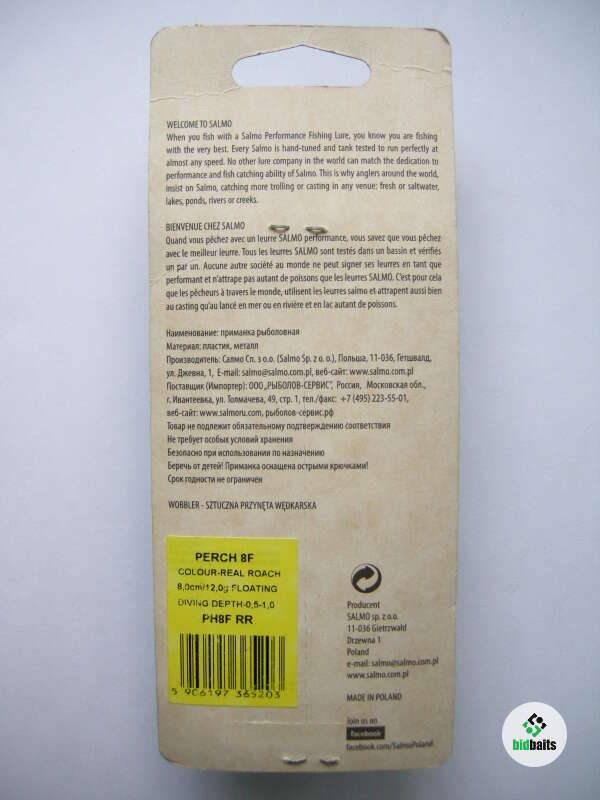 WELCOME TO SALMO
When you fish with a Salmo Performance Fishing Lure, you know you are fishing
with the very best. Every Salmo is hand-tuned and tank tested to run perfectly at
almost any speed. No other lure company in the world can match the dedication to
performance and fish catching ability of Salmo. This is why anglers around the world,
insist on Salmo, catching more trolling or casting in any venue: fresh or saltwater,
lakes, ponds, rivers or creeks.
BIENVENUE CHEZ SALMO
Quand vous pêchez avec un leurre SALMO performance, vous savez que vous pêchez
avec le meilleur leurre. Tous les leurres SALMO sont testés dans un bassin et vérifiés
un par un. Aucune autre société au monde ne peut signer ses leurres en tant que
performant et n'attrape pas autant de poissons que les leurres SALMO. C'est pour cela
que les pêcheurs à travers le monde, utilisent les leurres salmo et attrapent aussi bien
au casting qu'au lancé en mer ou en rivière et en lac autant de poissons.
Наименование: приманка рыболовная
Материал: пластик, металл
Производитель: Салмо Сп. з о.о. (Salmo Sp. z o. o.), Польша, 11-036, Гетшвалд,
ул. Джевна, 1, E-mail: salmo@salmo.com.pl, веб-сайт: www.salmo.com.pl
Поставщик (Импортер): ООО „РЫБОЛОВ-СЕРВИС", Россия, Московская обл.,
г. Ивантеевка, ул. Толмачева, 49, стр. 1, тел./факс: +7 (495) 223-55-01,
веб-сайт: www.salmoru.com, рыболов-сервис.рф
Товар не подлежит обязательному подтверждению соответствия
Не требует особых условий хранения
Безопасно при использовании по назначению
Беречь от детей! Приманка оснащена острыми крючками!
Срок годности не ограничен
WOBBLER - SZTUCZNA PRZYNĘTA WĘDKARSKA
PERCH 8F
COLOUR-REAL ROACH
8,0cm/12,0g FLOATING
DIVING DEPTH-0,5-1,0
PH8F RR
5 906197 365203
Producent
SALMO sp. z o.o.
11-036 Gietrzwałd
Drzewna 1
Poland
e-mail: salmo@salmo.com.pl
www.salmo.com.pl
MADE IN POLAND
Join us on
facebook
facebook.com/SalmoPoland
bidbaits